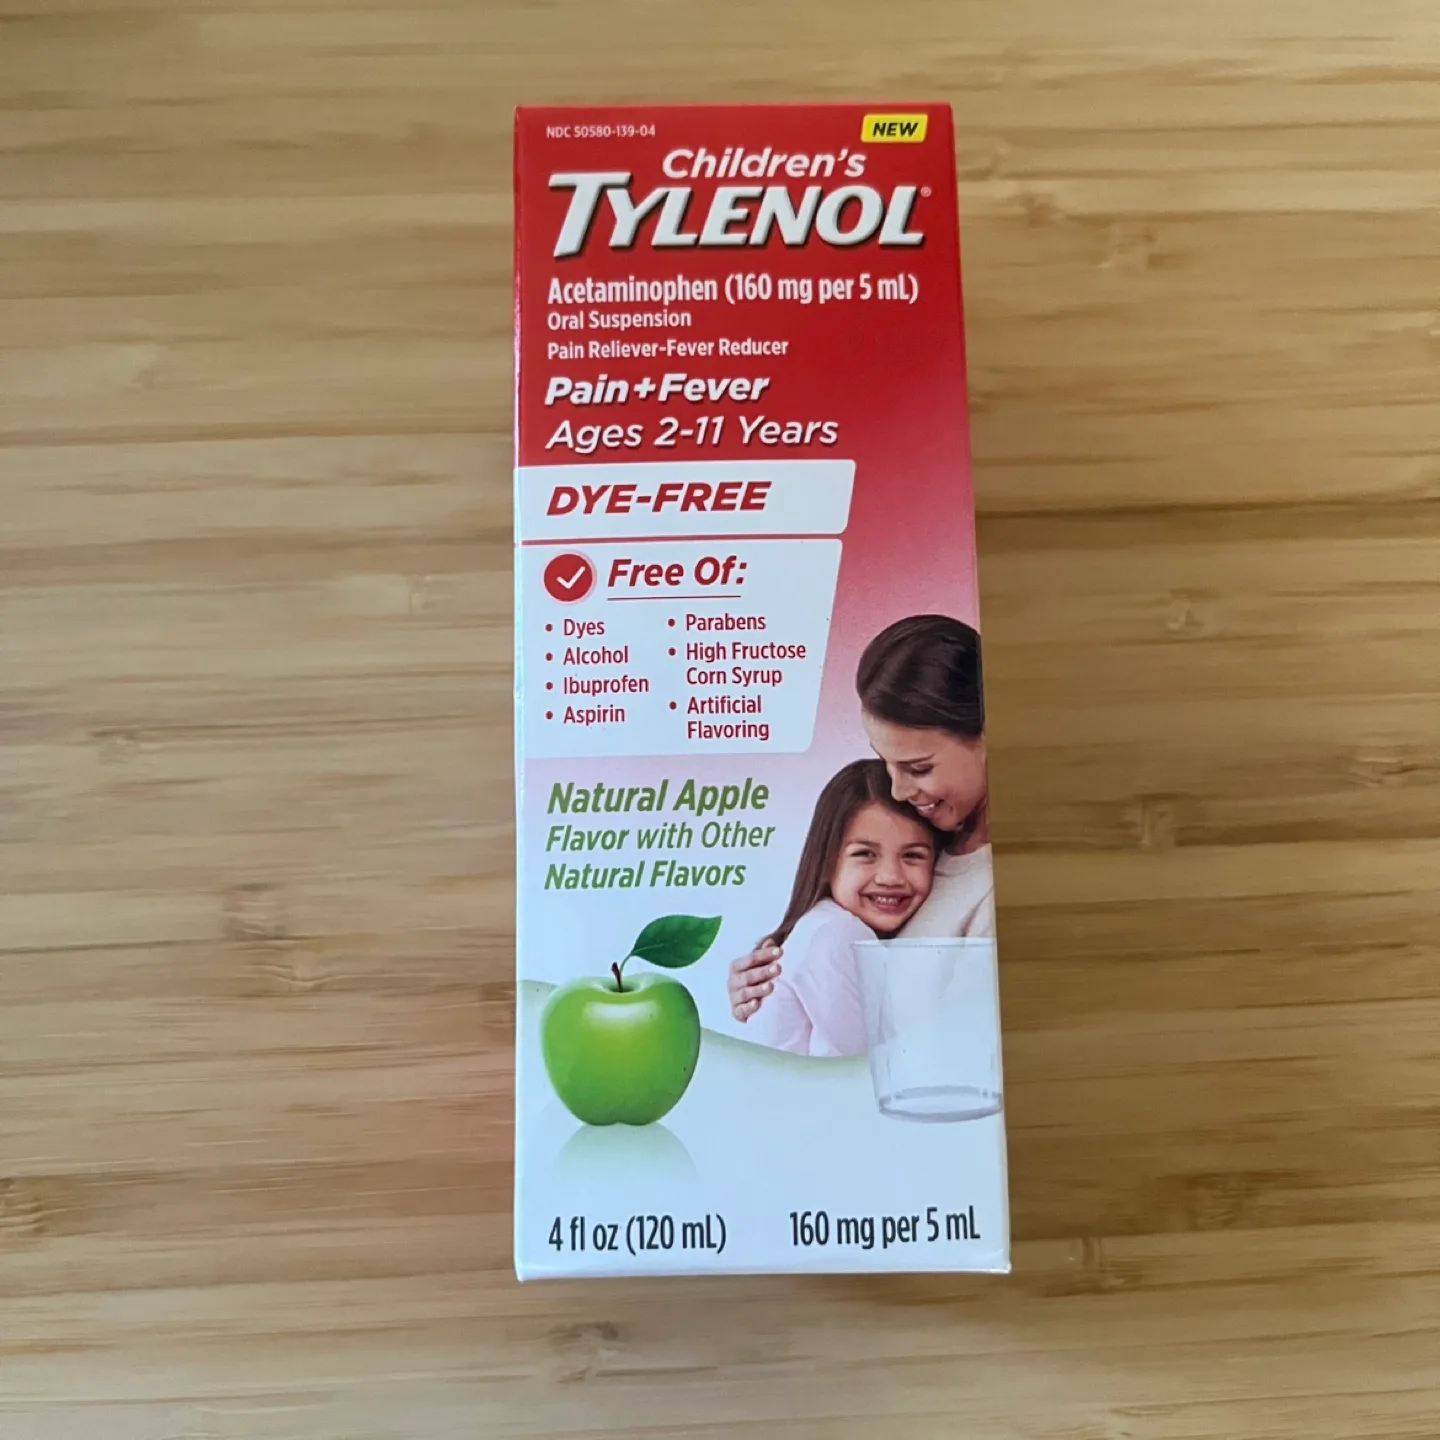 NDC 50580-139-04
NEW
Children's
TYLENOL®
Acetaminophen (160 mg per 5 mL)
Oral Suspension
Pain Reliever-Fever Reducer
Pain+Fever
Ages 2-11 Years
DYE-FREE
Free Of:
• Dyes
• Alcohol
• Ibuprofen
• Aspirin
• Parabens
• High Fructose
Corn Syrup
• Artificial
Flavoring
Natural Apple
Flavor with Other
Natural Flavors
4 fl oz (120 mL)
160 mg per 5 mL